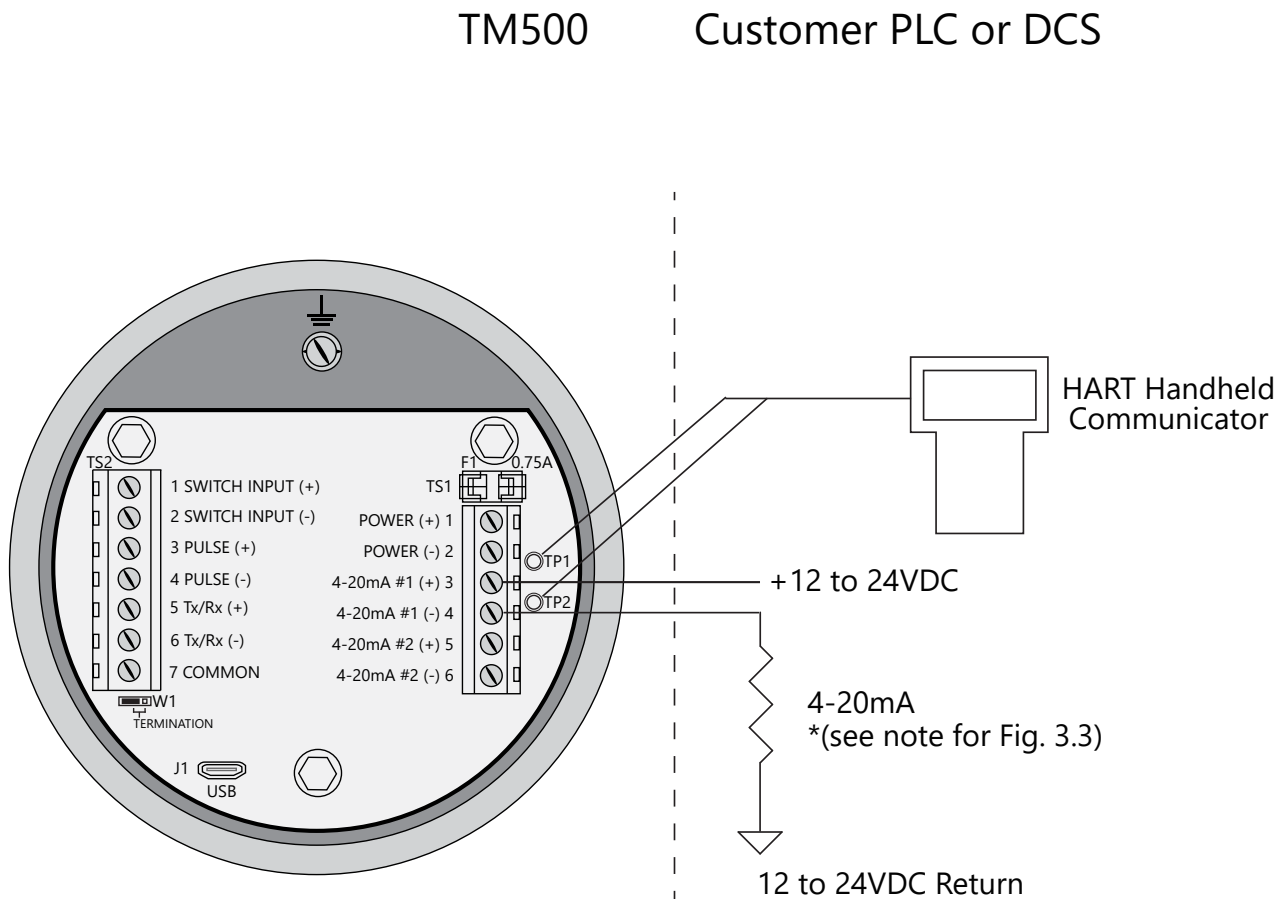 TM500
Customer PLC or DCS
HART Handheld
Communicator
TS2
F1
0.75A
TS1
1 SWITCH INPUT (+)
2 SWITCH INPUT (-)
3 PULSE (+)
4 PULSE (-)
5 Tx/Rx (+)
6 Tx/Rx (-)
7 COMMON
POWER (+) 1
POWER (-) 2
4-20mA #1 (+) 3
4-20mA #1 (-) 4
4-20mA #2 (+) 5
4-20mA #2 (-) 6
TP1
TP2
+12 to 24VDC
W1
TERMINATION
4-20mA
*(see note for Fig. 3.3)
J1
USB
12 to 24VDC Return